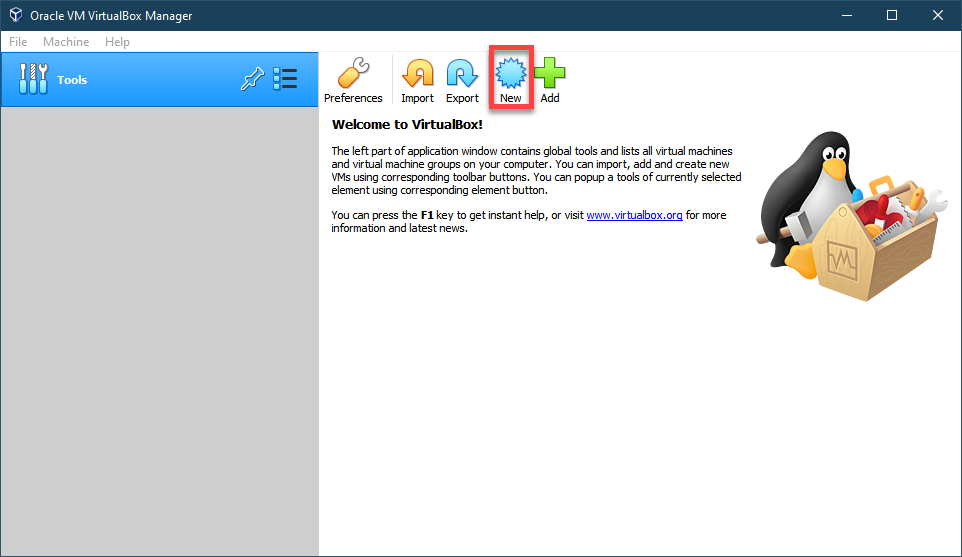 Oracle VM VirtualBox Manager
File Machine Help
Tools
Preferences Import Export New Add
Welcome to VirtualBox!
The left part of application window contains global tools and lists all virtual machines
and virtual machine groups on your computer. You can import, add and create new
VMs using corresponding toolbar buttons. You can popup a tools of currently selected
element using corresponding element button.
You can press the F1 key to get instant help, or visit www.virtualbox.org for more
information and latest news.